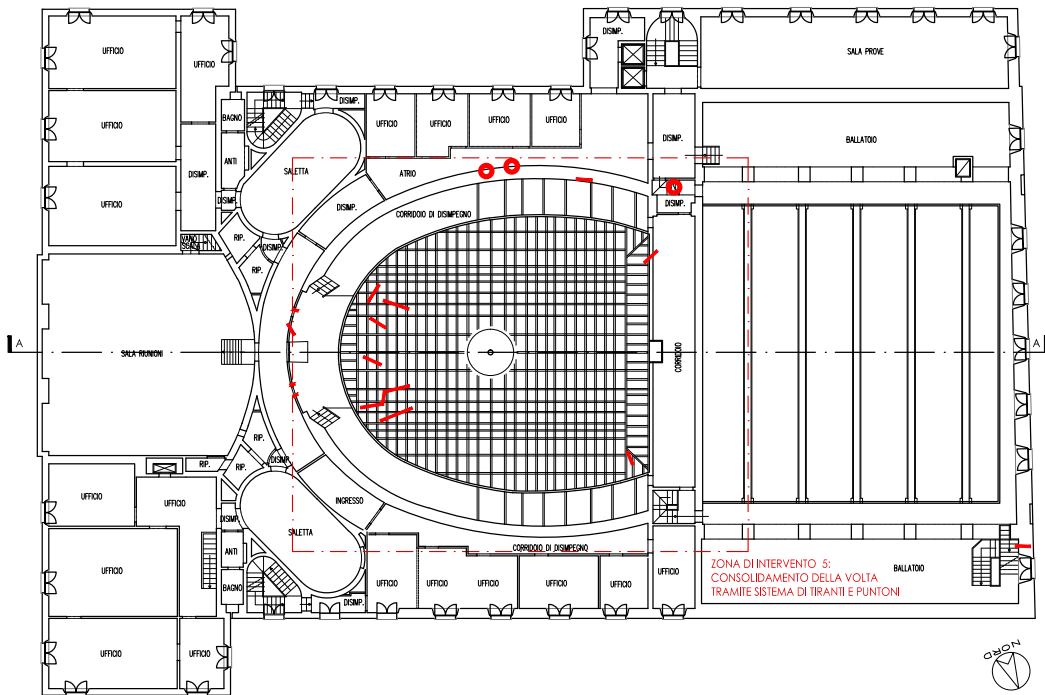 DISIMP.
UFFICIO
UFFICIO
SALA PROVE
DISIMP.
UFFICIO
UFFICIO
UFFICIO
UFFICIO
BAGNO
UFFICIO
DISIMP.
BALLATOIO
ANTI
SALETTA
ATRIO
DISIMP.
UFFICIO
DISIMP.
DISIMP.
DISIMP.
CORRIDOIO DI DISIMPEGNO
RIP.
VANO
SCALA
DISIMP.
RIP.
A
SALA RIUNIONI
CORRIDOIO
A
RIP.
DISIMP.
RIP.
RIP.
UFFICIO
UFFICIO
INGRESSO
DISIMP.
SALETTA
CORRIDOIO DI DISIMPEGNO
ANTI
UFFICIO
ZONA DI INTERVENTO 5:
CONSOLIDAMENTO DELLA VOLTA
TRAMITE SISTEMA DI TIRANTI E PUNTONI
BALLATOIO
BAGNO
UFFICIO
UFFICIO
UFFICIO
UFFICIO
UFFICIO
UFFICIO
DISIMP.
UFFICIO
UFFICIO
NORD